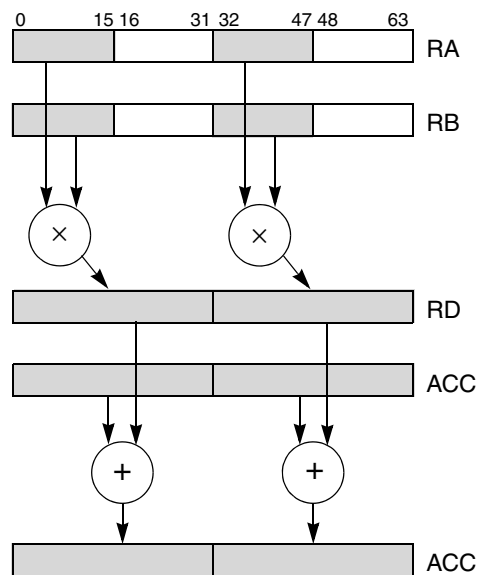 0 15 16 31 32 47 48 63
RA
RB
× ×
RD
ACC
+ +
ACC